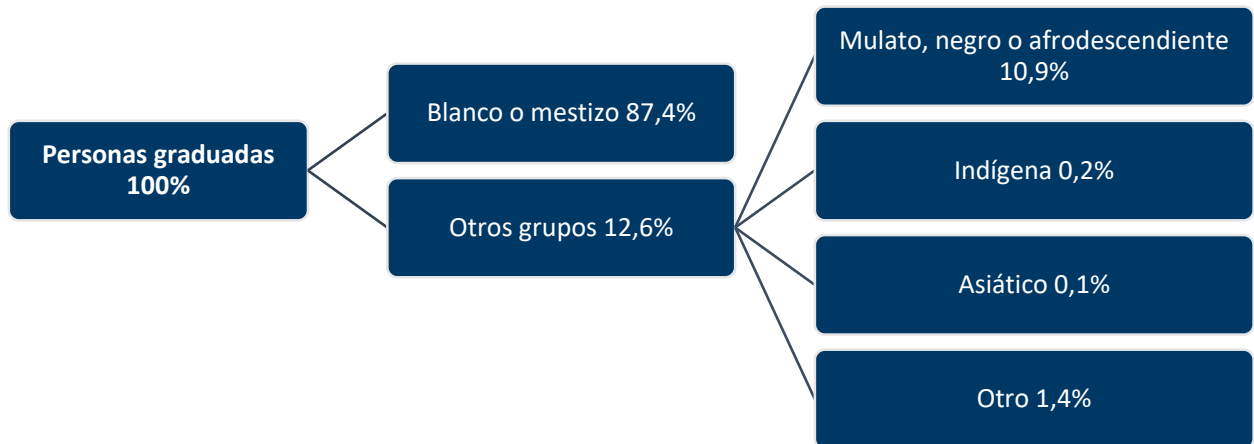 Personas graduadas
100%
Blanco o mestizo 87,4%
Otros grupos 12,6%
Mulato, negro o afrodescendiente
10,9%
Indígena 0,2%
Asiático 0,1%
Otro 1,4%